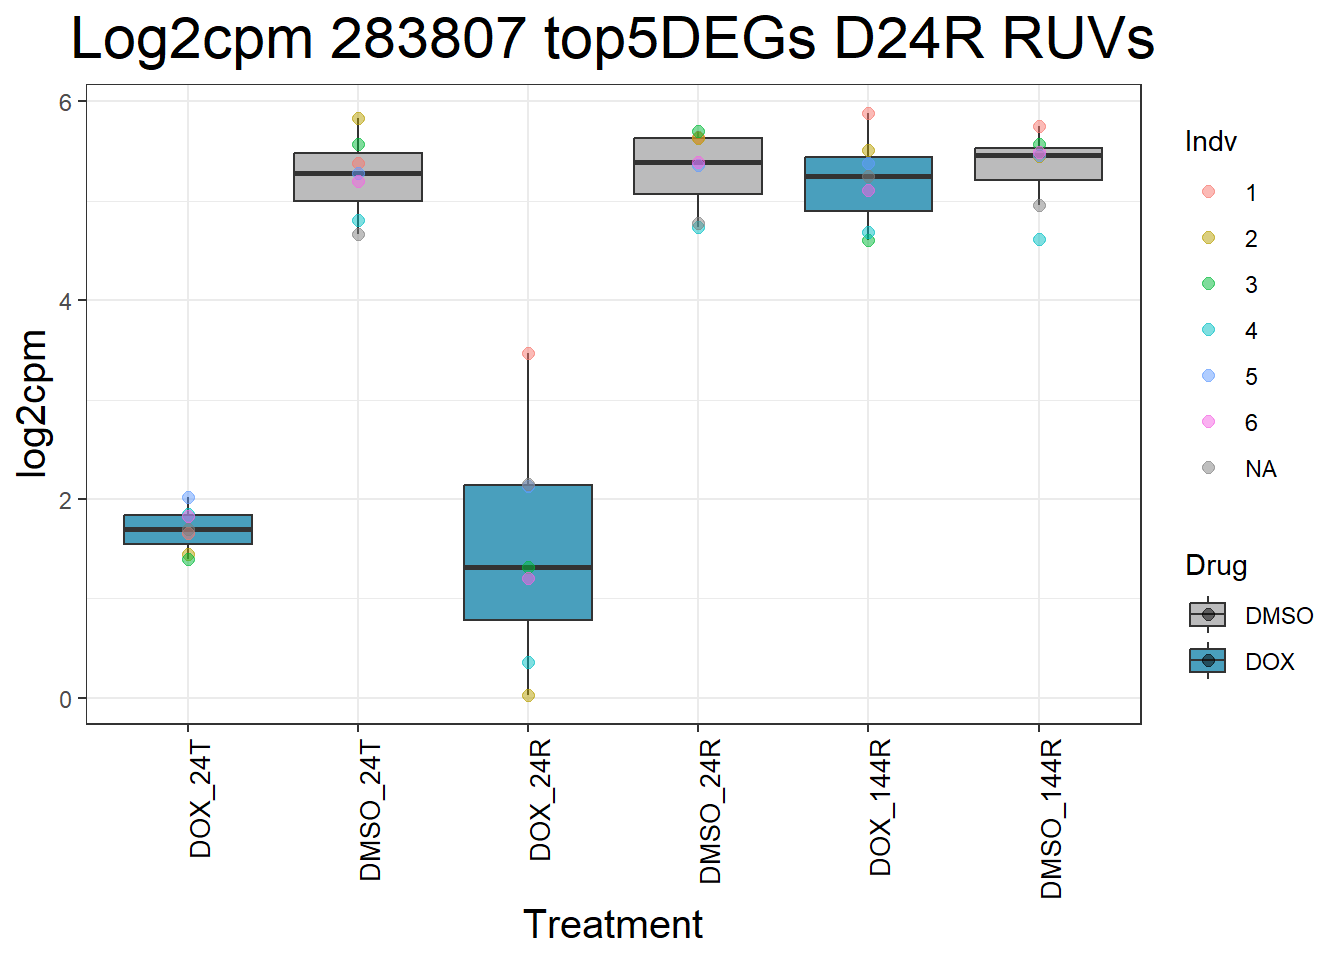 Log2cpm 283807 top5DEGs D24R RUVs
6
4
2
0
log2cpm
DOX_24T
DMSO_24T
DOX_24R
DMSO_24R
DOX_144R
DMSO_144R
Treatment
Indv
1
2
3
4
5
6
NA
Drug
DMSO
DOX